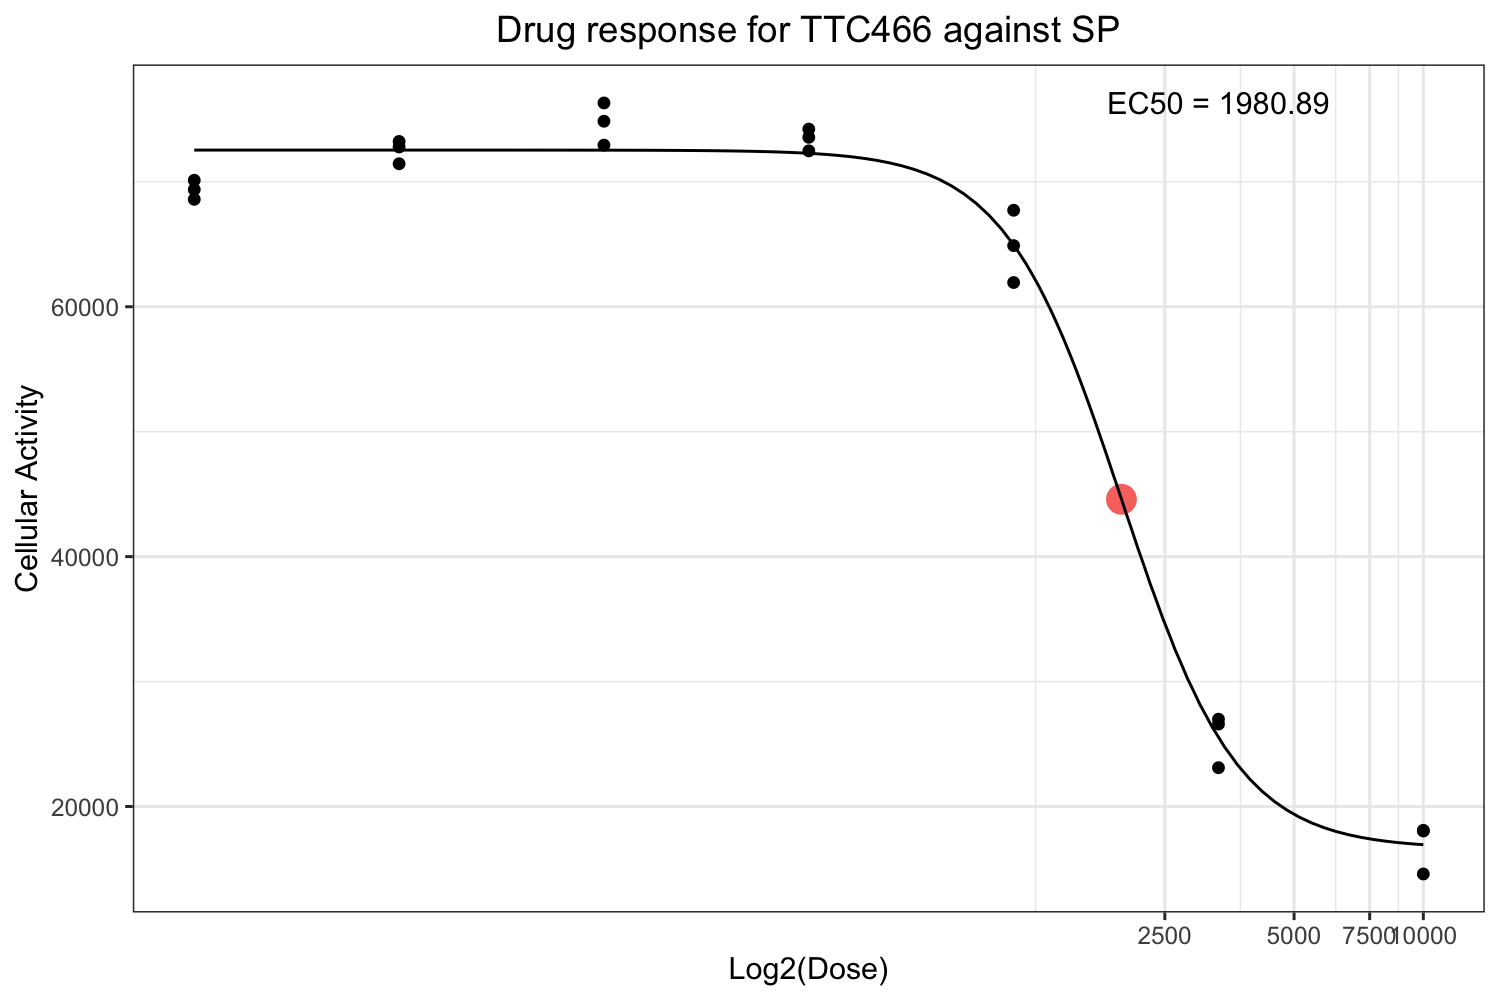 Drug response for TTC466 against SP
EC50 = 1980.89
Cellular Activity
60000
40000
20000
2500 5000 7500 10000
Log2(Dose)